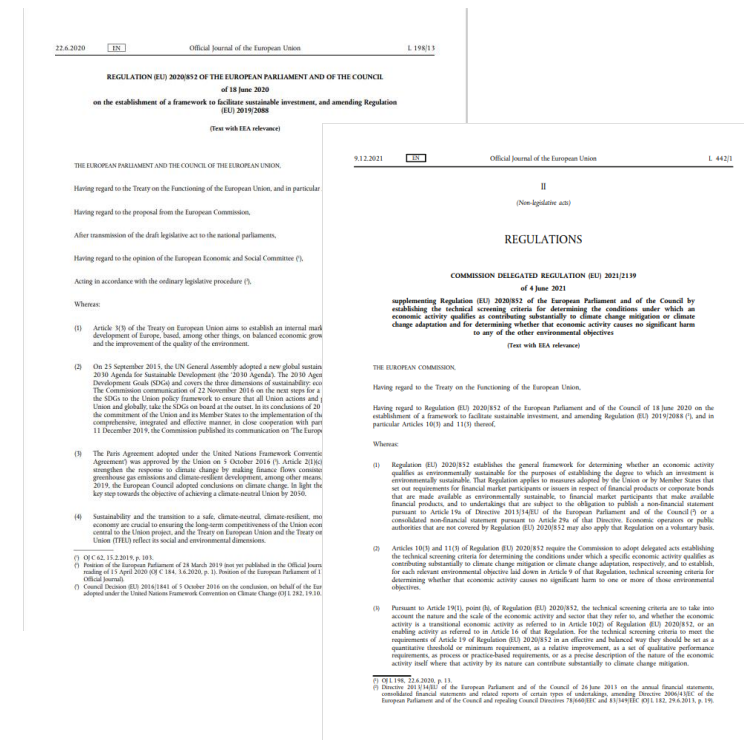 22.6.2020 EN Official Journal of the European Union L 198/13
REGULATION (EU) 2020/852 OF THE EUROPEAN PARLIAMENT AND OF THE COUNCIL
of 18 June 2020
on the establishment of a framework to facilitate sustainable investment, and amending Regulation
(EU) 2019/2088
(Text with EEA relevance)
THE EUROPEAN PARLIAMENT AND THE COUNCIL OF THE EUROPEAN UNION,
Having regard to the Treaty on the Functioning of the European Union, and in particular
Having regard to the proposal from the European Commission,
After transmission of the draft legislative act to the national parliaments,
Having regard to the opinion of the European Economic and Social Committee (¹),
Acting in accordance with the ordinary legislative procedure (²),
Whereas:
(1) Article 3(3) of the Treaty on European Union aims to establish an internal mark
development of Europe, based, among other things, on balanced economic grow
and the improvement of the quality of the environment.
(2) On 25 September 2015, the UN General Assembly adopted a new global sustain
2030 Agenda for Sustainable Development (the '2030 Agenda'). The 2030 Agen
Development Goals (SDGs) and covers the three dimensions of sustainability: eco
The Commission communication of 22 November 2016 on the next steps for a
the SDGs to the Union policy framework to ensure that all Union actions and p
Union and globally, take the SDGs on board at the outset. In its conclusions of 20
the commitment of the Union and its Member States to the implementation of the
comprehensive, integrated and effective manner, in close cooperation with part
11 December 2019, the Commission published its communication on 'The Europe
(3) The Paris Agreement adopted under the United Nations Framework Conventic
Agreement') was approved by the Union on 5 October 2016 (³). Article 2(1)(c)
strengthen the response to climate change by making finance flows consiste
greenhouse gas emissions and climate-resilient development, among other means.
2019, the European Council adopted conclusions on climate change. In light the
key step towards the objective of achieving a climate-neutral Union by 2050.
(4) Sustainability and the transition to a safe, climate-neutral, climate-resilient, mo
economy are crucial to ensuring the long-term competitiveness of the Union econ
central to the Union project, and the Treaty on European Union and the Treaty on
Union (TFEU) reflect its social and environmental dimensions.
(¹) OJ C 62, 15.2.2019, p. 103.
(²) Position of the European Parliament of 28 March 2019 (not yet published in the Official Journ
reading of 15 April 2020 (OJ C 184, 3.6.2020, p. 1). Position of the European Parliament of 1
Official Journal).
(³) Council Decision (EU) 2016/1841 of 5 October 2016 on the conclusion, on behalf of the Eur
adopted under the United Nations Framework Convention on Climate Change (OJ L 282, 19.10.
9.12.2021 EN Official Journal of the European Union L 442/1
II
(Non-legislative acts)
REGULATIONS
COMMISSION DELEGATED REGULATION (EU) 2021/2139
of 4 June 2021
supplementing Regulation (EU) 2020/852 of the European Parliament and of the Council by
establishing the technical screening criteria for determining the conditions under which an
economic activity qualifies as contributing substantially to climate change mitigation or climate
change adaptation and for determining whether that economic activity causes no significant harm
to any of the other environmental objectives
(Text with EEA relevance)
THE EUROPEAN COMMISSION,
Having regard to the Treaty on the Functioning of the European Union,
Having regard to Regulation (EU) 2020/852 of the European Parliament and of the Council of 18 June 2020 on the
establishment of a framework to facilitate sustainable investment, and amending Regulation (EU) 2019/2088 (¹), and in
particular Articles 10(3) and 11(3) thereof,
Whereas:
(1) Regulation (EU) 2020/852 establishes the general framework for determining whether an economic activity
qualifies as environmentally sustainable for the purposes of establishing the degree to which an investment is
environmentally sustainable. That Regulation applies to measures adopted by the Union or by Member States that
set out requirements for financial market participants or issuers in respect of financial products or corporate bonds
that are made available as environmentally sustainable, to financial market participants that make available
financial products, and to undertakings that are subject to the obligation to publish a non-financial statement
pursuant to Article 19a of Directive 2013/34/EU of the European Parliament and of the Council (²) or a
consolidated non-financial statement pursuant to Article 29a of that Directive. Economic operators or public
authorities that are not covered by Regulation (EU) 2020/852 may also apply that Regulation on a voluntary basis.
(2) Articles 10(3) and 11(3) of Regulation (EU) 2020/852 require the Commission to adopt delegated acts establishing
the technical screening criteria for determining the conditions under which a specific economic activity qualifies as
contributing substantially to climate change mitigation or climate change adaptation, respectively, and to establish,
for each relevant environmental objective laid down in Article 9 of that Regulation, technical screening criteria for
determining whether that economic activity causes no significant harm to one or more of those environmental
objectives.
(3) Pursuant to Article 19(1), point (h), of Regulation (EU) 2020/852, the technical screening criteria are to take into
account the nature and the scale of the economic activity and sector that they refer to, and whether the economic
activity is a transitional economic activity as referred to in Article 10(2) of Regulation (EU) 2020/852, or an
enabling activity as referred to in Article 16 of that Regulation. For the technical screening criteria to meet the
requirements of Article 19 of Regulation (EU) 2020/852 in an effective and balanced way they should be set as a
quantitative threshold or minimum requirement, as a relative improvement, as a set of qualitative performance
requirements, as process or practice-based requirements, or as a precise description of the nature of the economic
activity itself where that activity by its nature can contribute substantially to climate change mitigation.
(¹) OJ L 198, 22.6.2020, p. 13.
(²) Directive 2013/34/EU of the European Parliament and of the Council of 26 June 2013 on the annual financial statements,
consolidated financial statements and related reports of certain types of undertakings, amending Directive 2006/43/EC of the
European Parliament and of the Council and repealing Council Directives 78/660/EEC and 83/349/EEC (OJ L 182, 29.6.2013, p. 19).